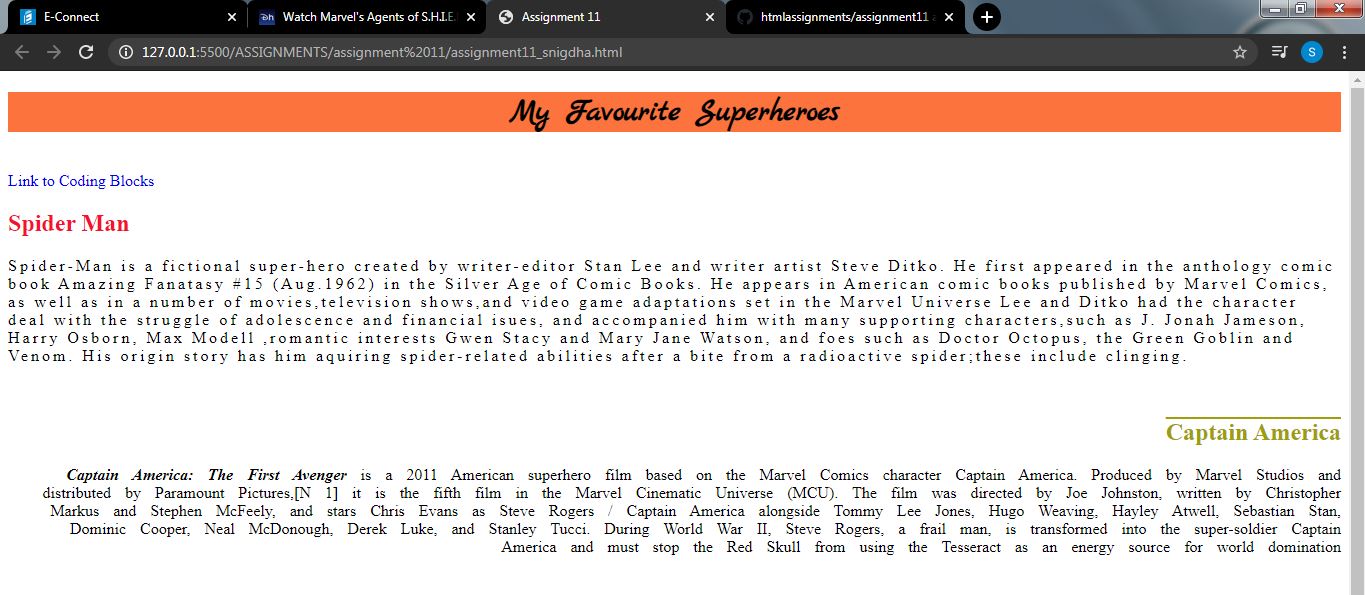 E-Connect
Watch Marvel's Agents of S.H.I.E.
Assignment 11
htmlassignments/assignment11
127.0.0.1:5500/ASSIGNMENTS/assignment%2011/assignment11_snigdha.html
S
My Favourite Superheroes
Link to Coding Blocks
Spider Man
Spider-Man is a fictional super-hero created by writer-editor Stan Lee and writer artist Steve Ditko. He first appeared in the anthology comic
book Amazing Fanatasy #15 (Aug.1962) in the Silver Age of Comic Books. He appears in American comic books published by Marvel Comics,
as well as in a number of movies,television shows,and video game adaptations set in the Marvel Universe Lee and Ditko had the character
deal with the struggle of adolescence and financial isues, and accompanied him with many supporting characters,such as J. Jonah Jameson,
Harry Osborn, Max Modell ,romantic interests Gwen Stacy and Mary Jane Watson, and foes such as Doctor Octopus, the Green Goblin and
Venom. His origin story has him aquiring spider-related abilities after a bite from a radioactive spider;these include clinging.
Captain America
Captain America: The First Avenger is a 2011 American superhero film based on the Marvel Comics character Captain America. Produced by Marvel Studios and
distributed by Paramount Pictures,[N 1] it is the fifth film in the Marvel Cinematic Universe (MCU). The film was directed by Joe Johnston, written by Christopher
Markus and Stephen McFeely, and stars Chris Evans as Steve Rogers / Captain America alongside Tommy Lee Jones, Hugo Weaving, Hayley Atwell, Sebastian Stan,
Dominic Cooper, Neal McDonough, Derek Luke, and Stanley Tucci. During World War II, Steve Rogers, a frail man, is transformed into the super-soldier Captain
America and must stop the Red Skull from using the Tesseract as an energy source for world domination